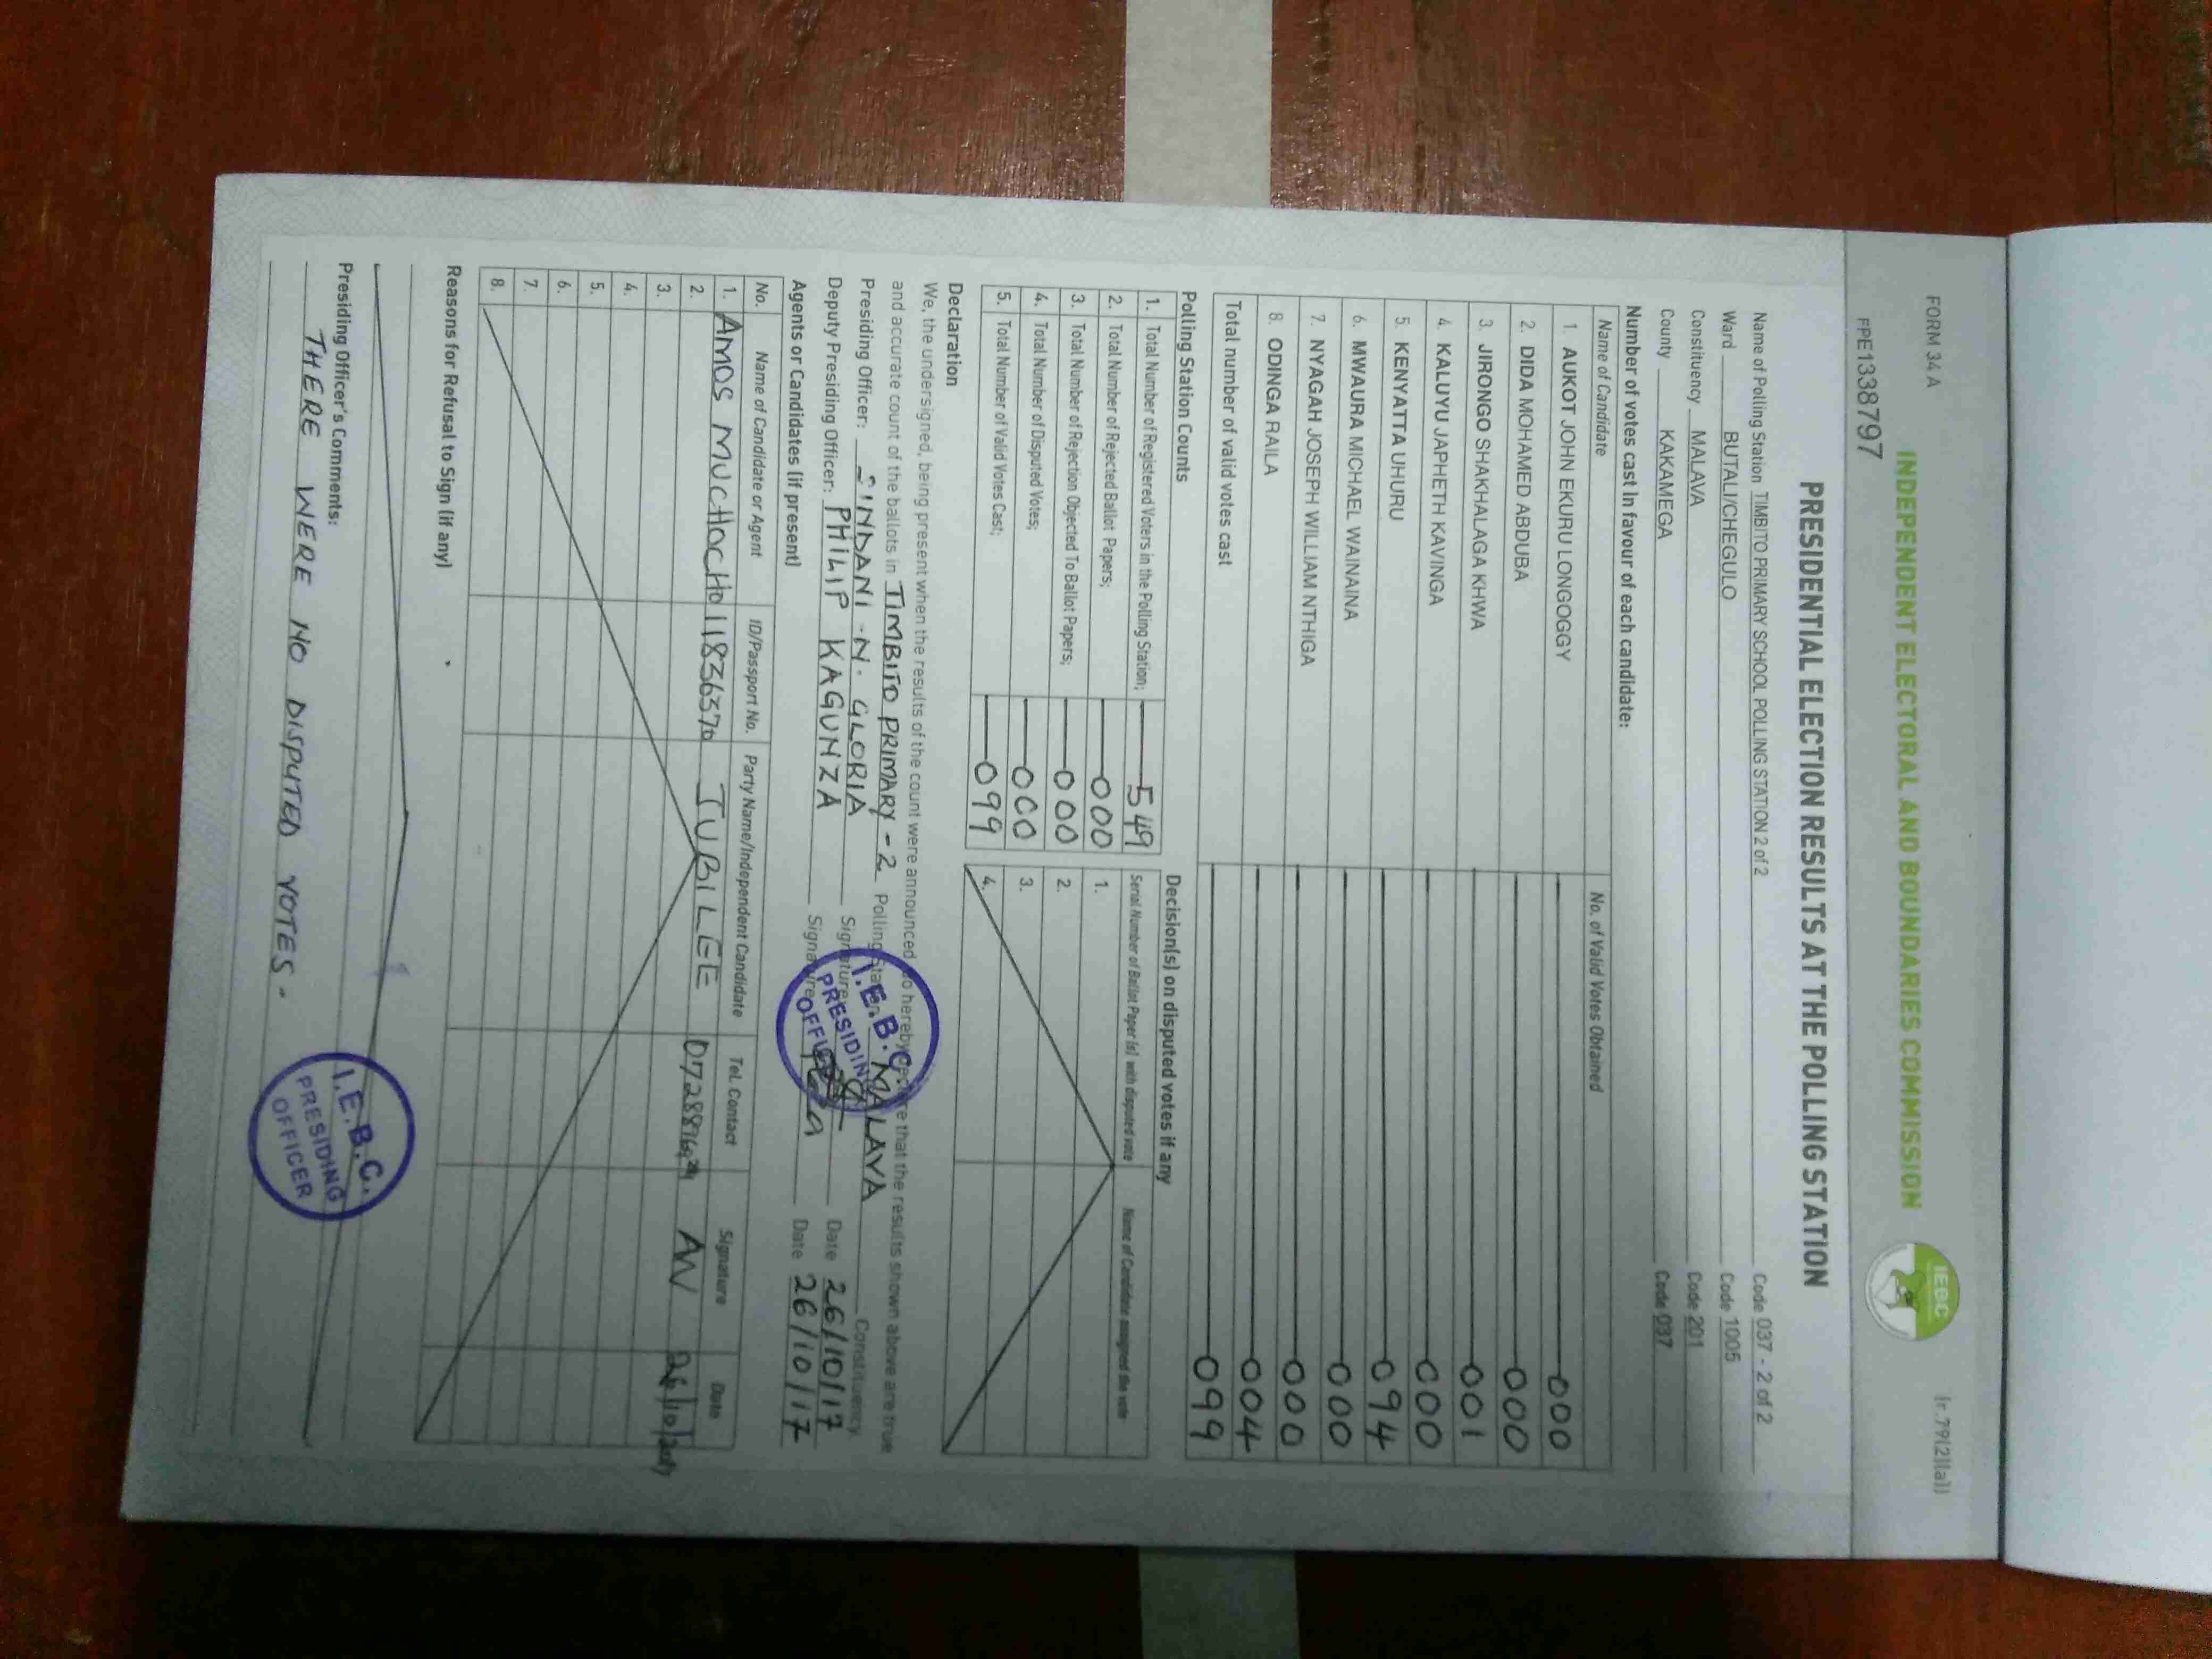 FORM 34 A
(r.79(2)(a))
INDEPENDENT ELECTORAL AND BOUNDARIES COMMISSION
IEBC
FPE1338797
PRESIDENTIAL ELECTION RESULTS AT THE POLLING STATION
Name of Polling Station TIMBITO PRIMARY SCHOOL POLLING STATION 2 of 2 Code 037 - 2 of 2
Ward BUTALI/CHEGULO Code 1005
Constituency MALAVA Code 201
County KAKAMEGA Code 037
Number of votes cast in favour of each candidate:
Name of Candidate No. of Valid Votes Obtained
1. AUKOT JOHN EKURU LONGOGGY 000
2. DIDA MOHAMED ABDUBA 000
3. JIRONGO SHAKHALAGA KHWA 001
4. KALUYU JAPHETH KAVINGA 000
5. KENYATTA UHURU 094
6. MWAURA MICHAEL WAINAINA 000
7. NYAGAH JOSEPH WILLIAM NTHIGA 000
8. ODINGA RAILA 004
Total number of valid votes cast 099
Polling Station Counts
1. Total Number of Registered Voters in the Polling Station; 549
2. Total Number of Rejected Ballot Papers; 000
3. Total Number of Rejection Objected To Ballot Papers; 000
4. Total Number of Disputed Votes; 000
5. Total Number of Valid Votes Cast; 099
Decision(s) on disputed votes if any
Serial Number of Ballot Paper (s) with disputed vote Name of Candidate assigned the vote
1.
2.
3.
4.
Declaration
We, the undersigned, being present when the results of the count were announced do hereby declare that the results shown above are true
and accurate count of the ballots in TIMBITO PRIMARY - 2 Polling Station MALAVA Constituency
Presiding Officer: SINDANI - N. GLORIA Signature Date 26/10/17
Deputy Presiding Officer: PHILIP KAGUNZA Signature Date 26/10/17
I.E.B.C.
PRESIDING
OFFICER
Agents or Candidates (if present)
No. Name of Candidate or Agent ID/Passport No. Party Name/Independent Candidate Tel. Contact Signature Date
1. AMOS MUCHOCHO 11836370 JUBILEE AN
2.
3.
4.
5.
6.
7.
8.
Reasons for Refusal to Sign (if any)
Presiding Officer's Comments:
THERE WERE NO DISPUTED VOTES.
I.E.B.C.
PRESIDING
OFFICER